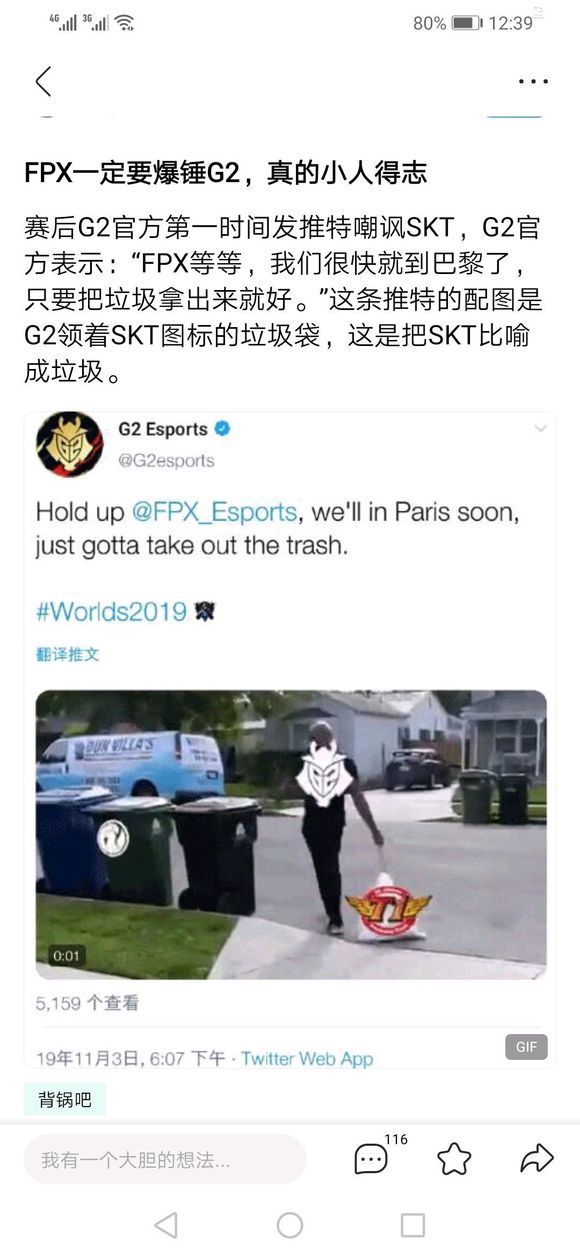 4G 3G 80% 12:39
FPX一定要爆锤G2，真的小人得志
赛后G2官方第一时间发推特嘲讽SKT，G2官
方表示：“FPX等等，我们很快就到巴黎了，
只要把垃圾拿出来就好。”这条推特的配图是
G2领着SKT图标的垃圾袋，这是把SKT比喻
成垃圾。
G2 Esports
@G2esports
Hold up @FPX_Esports, we'll in Paris soon,
just gotta take out the trash.
#Worlds2019
翻译推文
DON VILLA'S
T1
0:01
5,159 个查看
GIF
19年11月3日, 6:07 下午 · Twitter Web App
背锅吧
我有一个大胆的想法...
116